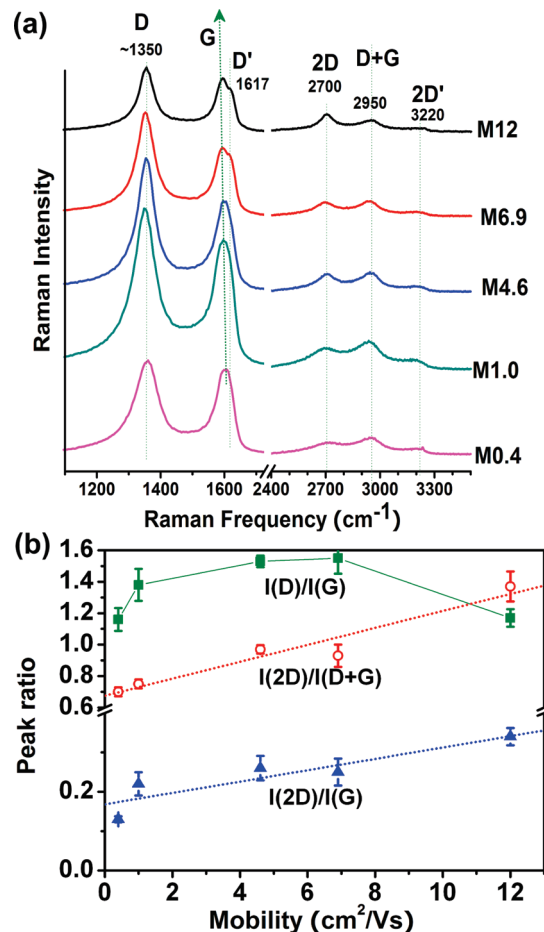 (a)
D
~1350
G
D'
1617
2D
2700
D+G
2950
2D'
3220
M12
M6.9
M4.6
M1.0
M0.4
Raman Intensity
1200 1400 1600 2400 2700 3000 3300
Raman Frequency (cm-1)
(b)
1.6
1.4
1.2
1.0
0.8
0.6
0.2
0.0
I(D)/I(G)
I(2D)/I(D+G)
I(2D)/I(G)
Peak ratio
0 2 4 6 8 10 12
Mobility (cm2/Vs)